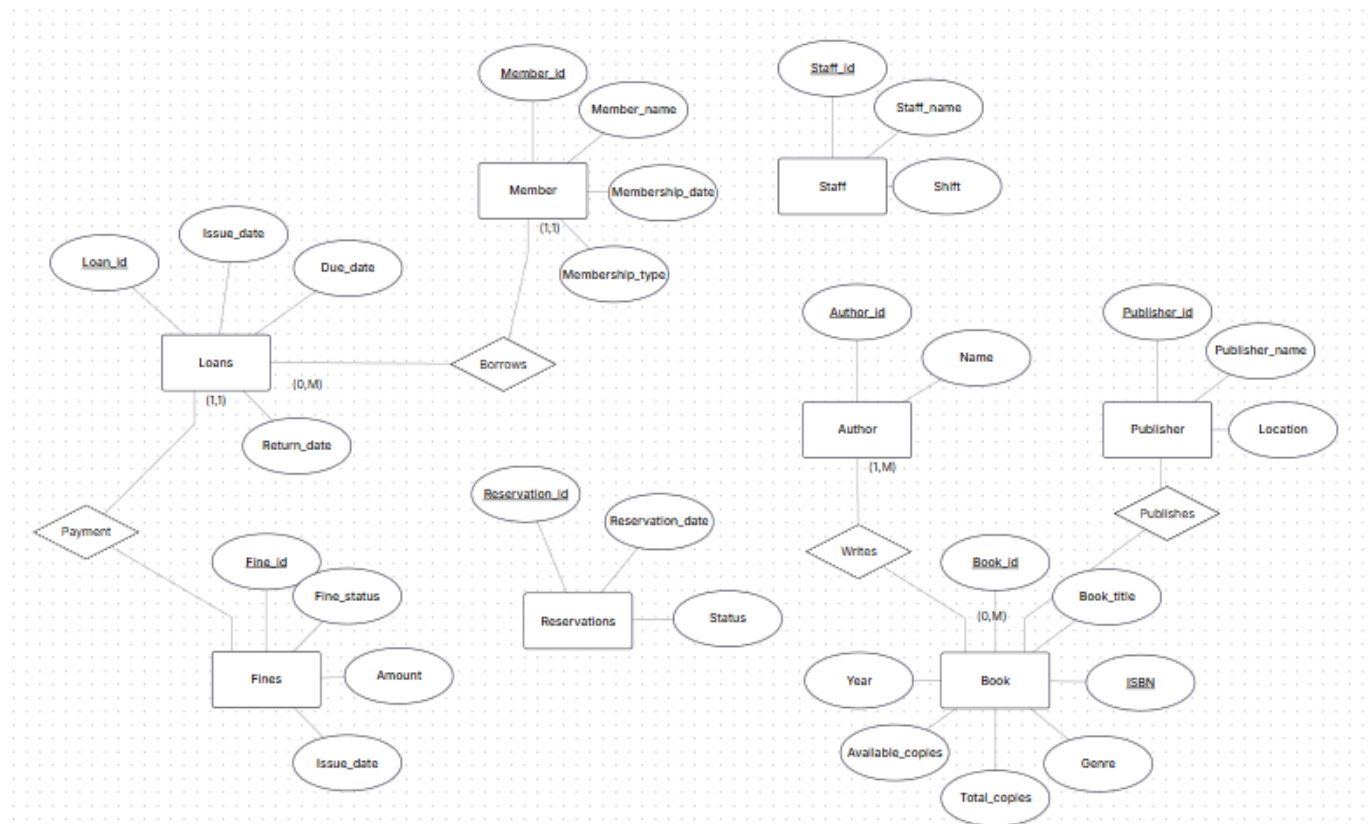 Member_id
Staff_id
Member_name
Staff_name
Member
Staff
Shift
Membership_date
(1,1)
Issue_date
Loan_id
Due_date
Membership_type
Author_id
Publisher_id
Loans
Borrows
Name
Publisher_name
(0,M)
(1,1)
Author
Publisher
Location
Return_date
(1,M)
Reservation_id
Reservation_date
Publishes
Payment
Writes
Fine_id
Book_id
Fine_status
Book_title
Reservations
Status
(0,M)
Fines
Amount
Year
Book
ISBN
Issue_date
Available_copies
Genre
Total_copies